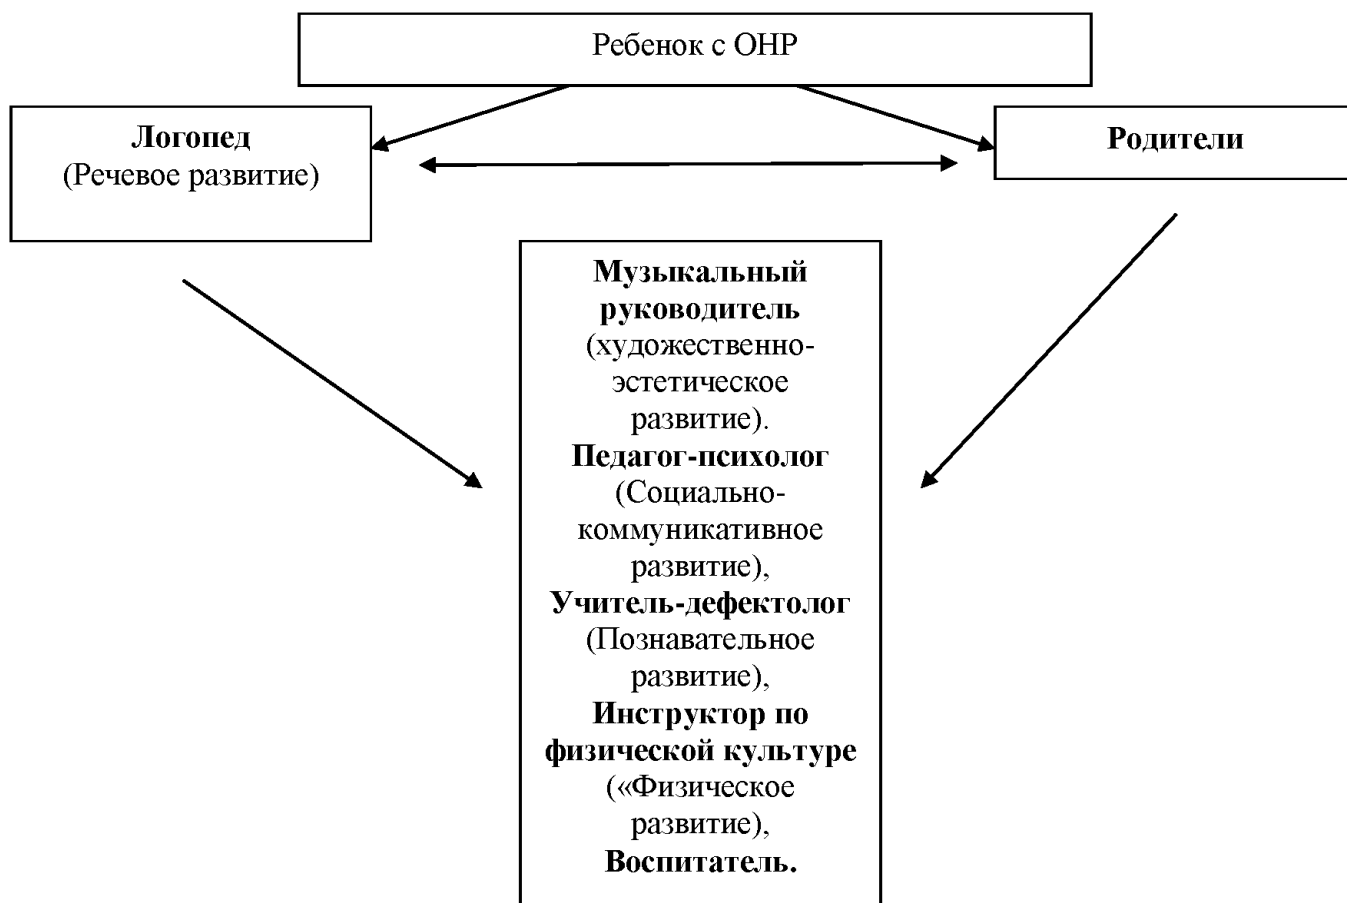 Ребенок с ОНР
Логопед
(Речевое развитие)
Родители
Музыкальный
руководитель
(художественно-
эстетическое
развитие).
Педагог-психолог
(Социально-
коммуникативное
развитие),
Учитель-дефектолог
(Познавательное
развитие),
Инструктор по
физической культуре
(«Физическое
развитие),
Воспитатель.